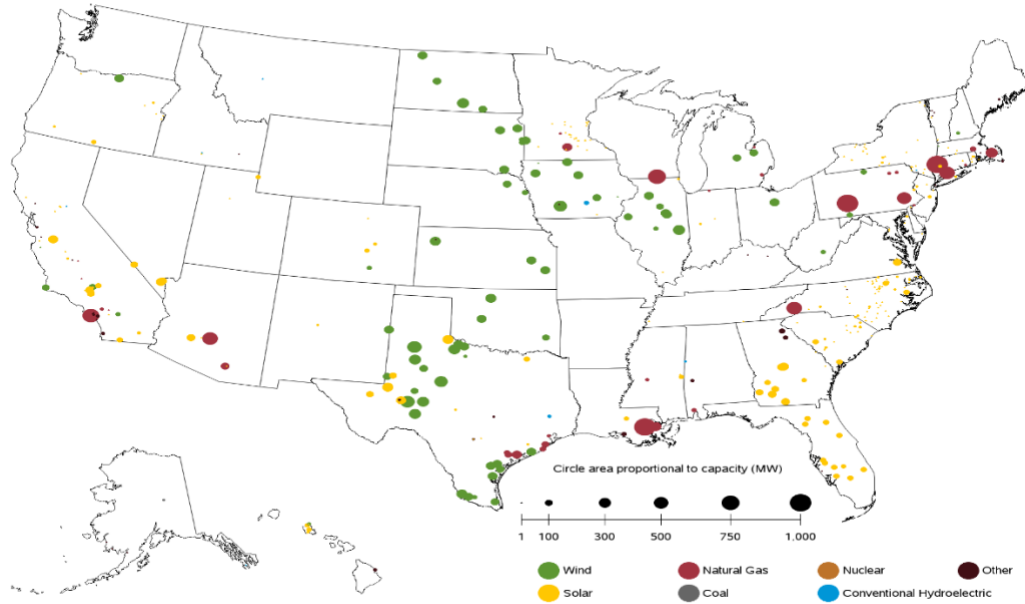 Circle area proportional to capacity (MW)
1 100 300 500 750 1.000
Wind Natural Gas Nuclear Other
Solar Coal Conventional Hydroelectric